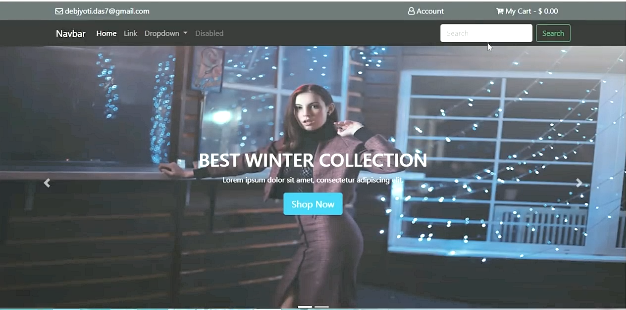 debjyoti.das7@gmail.com Account My Cart - $ 0.00
Navbar Home Link Dropdown Disabled Search Search
BEST WINTER COLLECTION
Lorem ipsum dolor sit amet, consectetur adipiscing elit.
Shop Now